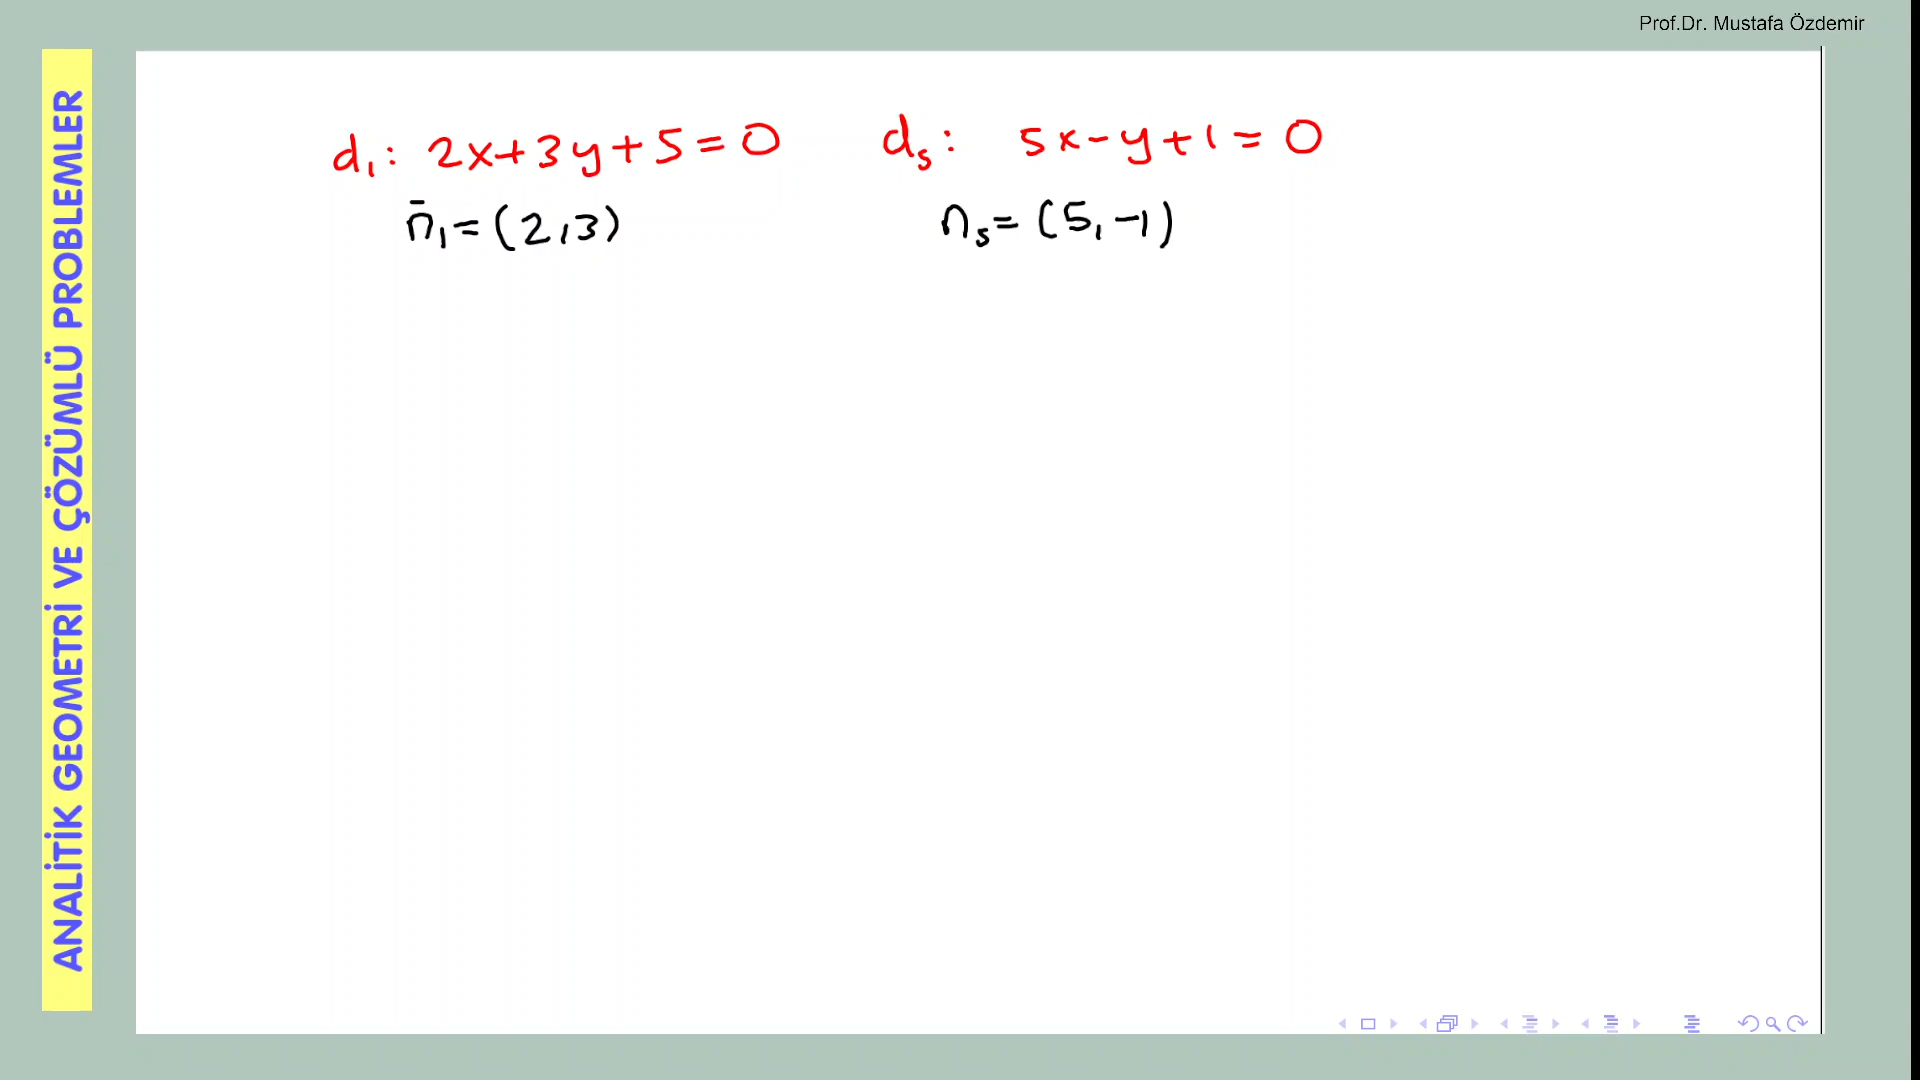 Prof.Dr. Mustafa Özdemir
ANALİTİK GEOMETRİ VE ÇÖZÜMLÜ PROBLEMLER
d₁: 2x+3y+5=0 d₅: 5x-y+1=0
n̄₁=(2,3) n₅=(5,-1)